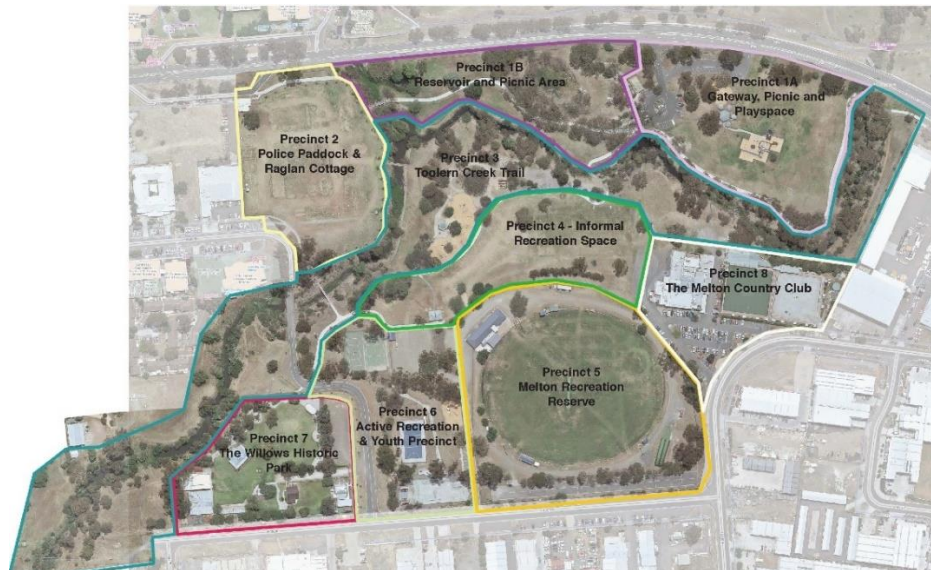 Precinct 1B
Reservoir and Picnic Area
Precinct 1A
Gateway, Picnic and
Playspace
Precinct 2
Police Paddock &
Raglan Cottage
Precinct 3
Toolern Creek Trail
Precinct 4 - Informal
Recreation Space
Precinct 8
The Melton Country Club
Precinct 5
Melton Recreation
Reserve
Precinct 6
Active Recreation
& Youth Precinct
Precinct 7
The Willows Historic
Park